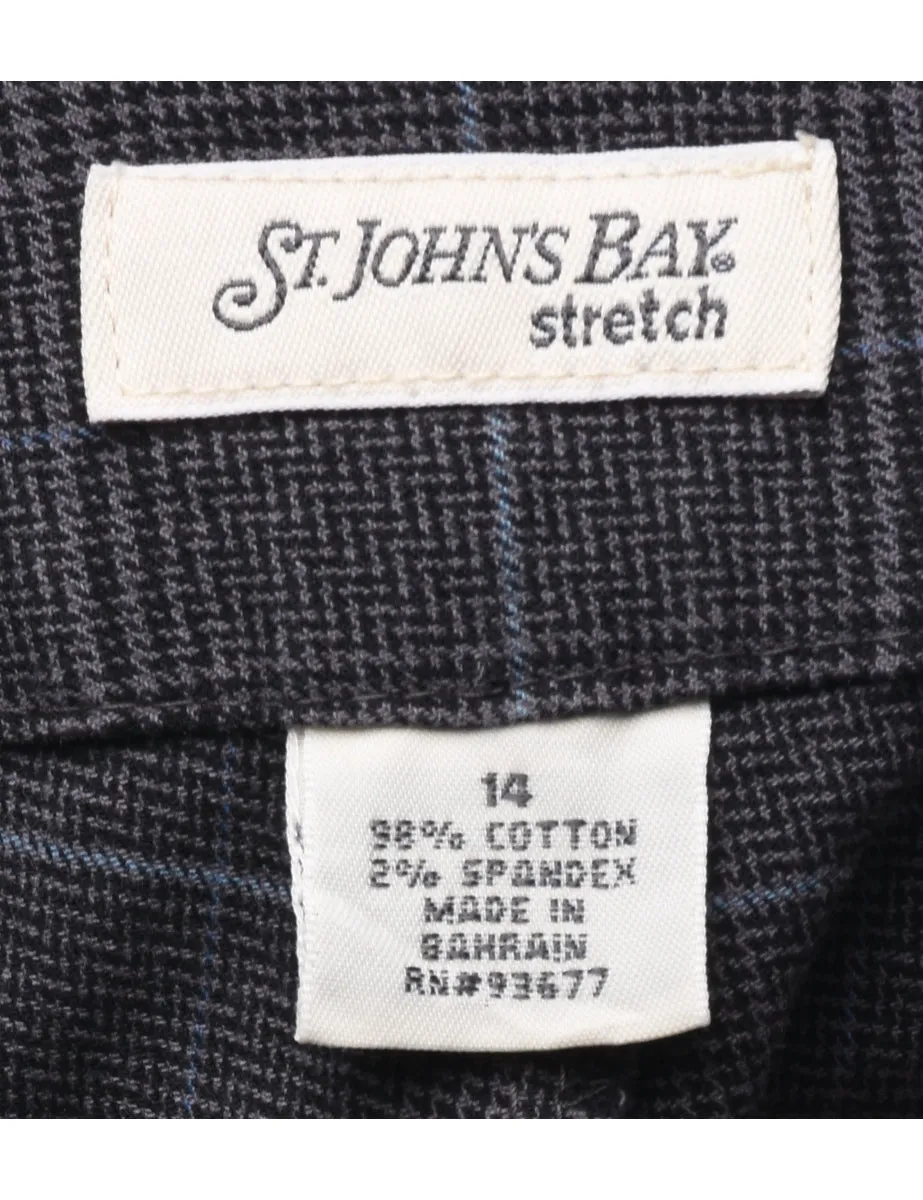 ST. JOHN'S BAY®
stretch
14
98% COTTON
2% SPANDEX
MADE IN
BAHRAIN
RN#93677